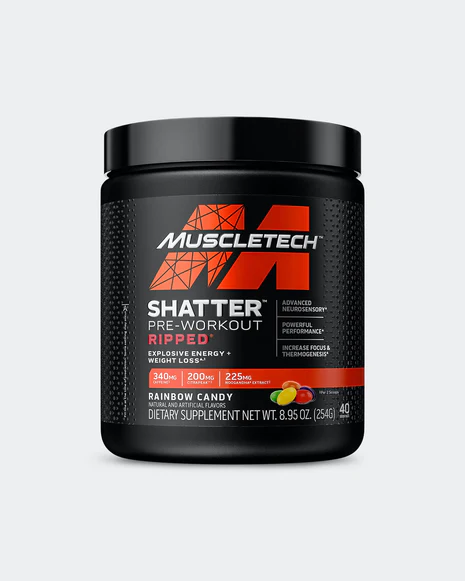 MUSCLETECH™
SHATTER™
PRE-WORKOUT
RIPPED
EXPLOSIVE ENERGY +
WEIGHT LOSS
ADVANCED
NEUROSENSORY
POWERFUL
PERFORMANCE
INCREASE FOCUS &
THERMOGENESIS
340MG
200MG
225MG
RAINBOW CANDY
NATURAL AND ARTIFICIAL FLAVORS
DIETARY SUPPLEMENT NET WT. 8.95 OZ. (254G)
40